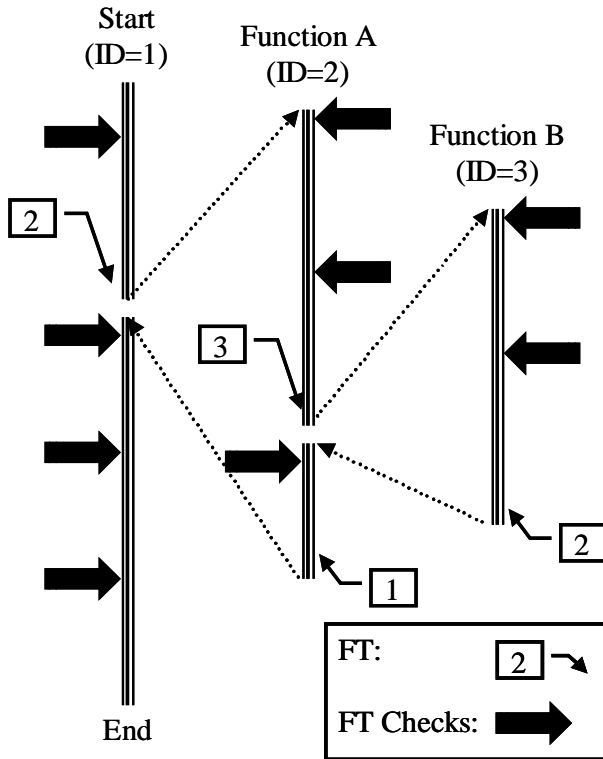 Start
(ID=1)
Function A
(ID=2)
Function B
(ID=3)
2
3
2
1
End
FT:
2
FT Checks: